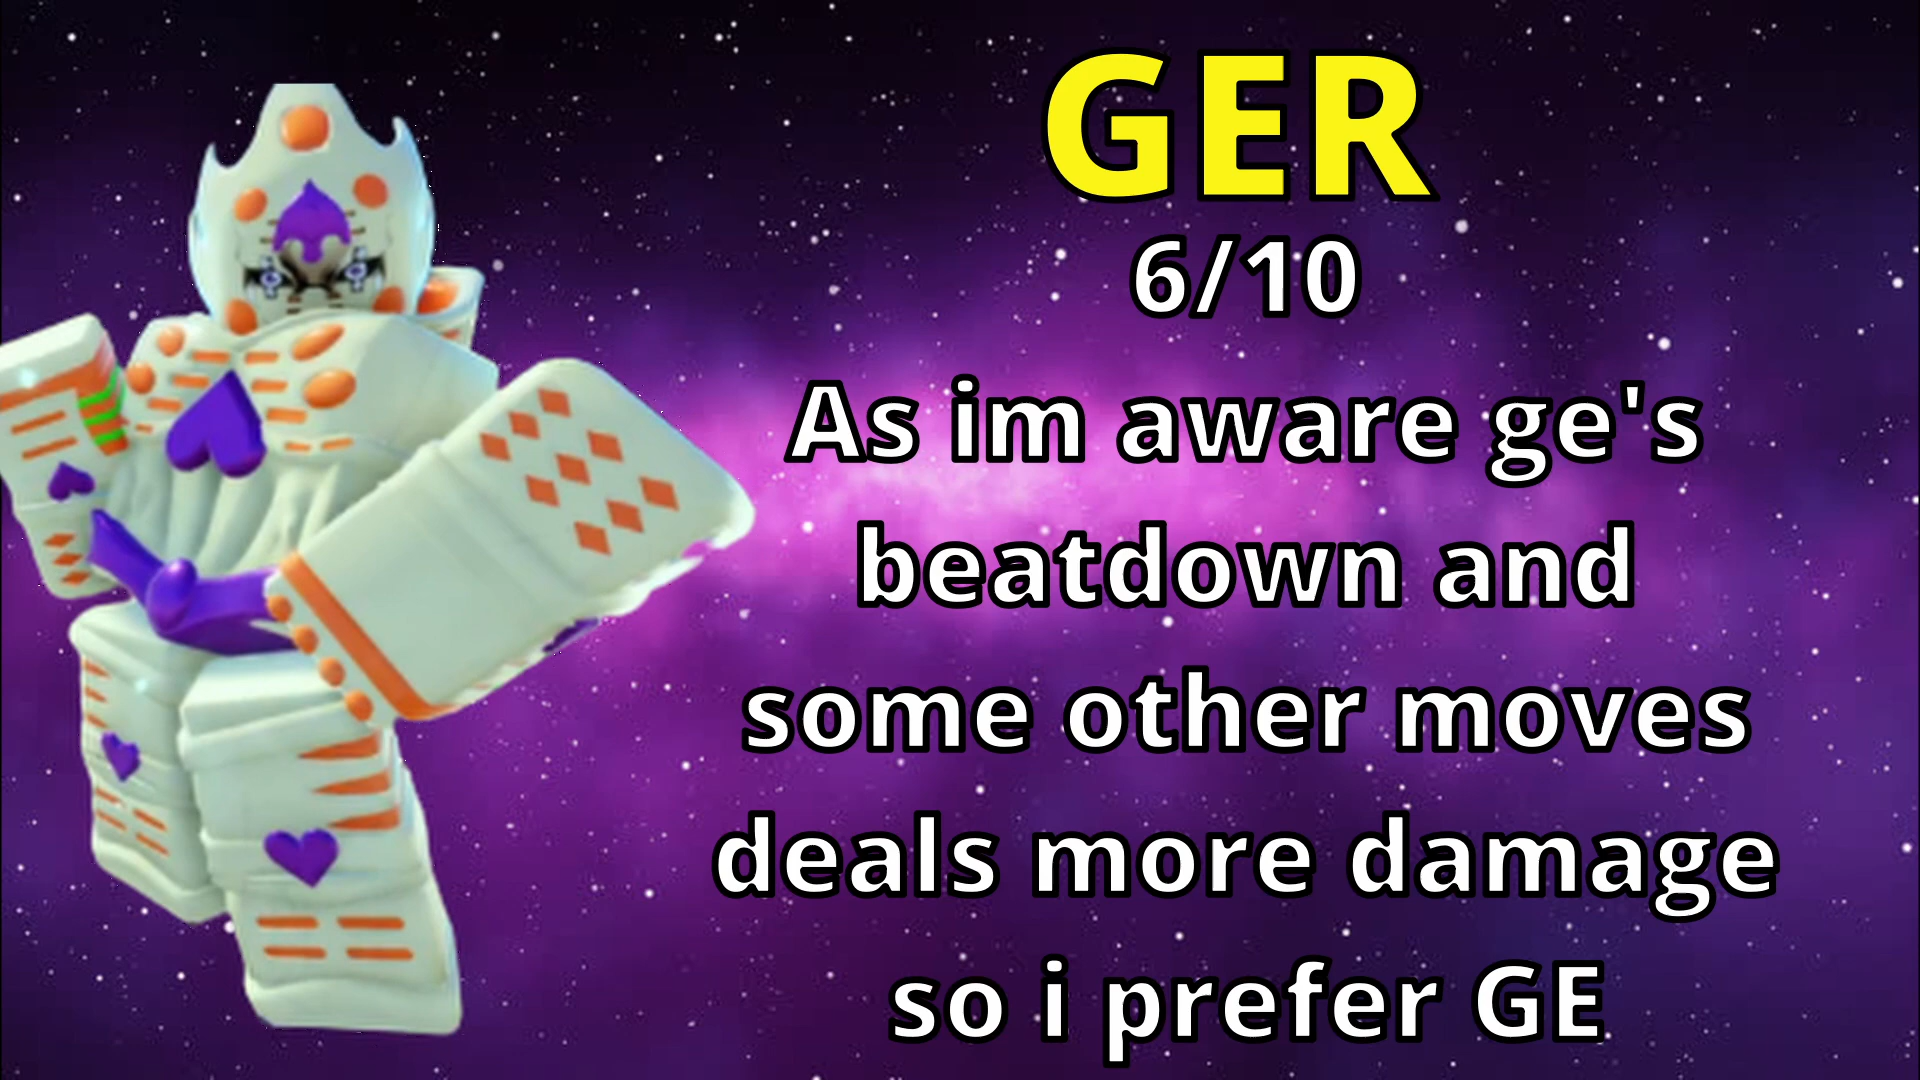 GER
6/10
As im aware ge's
beatdown and
some other moves
deals more damage
so i prefer GE